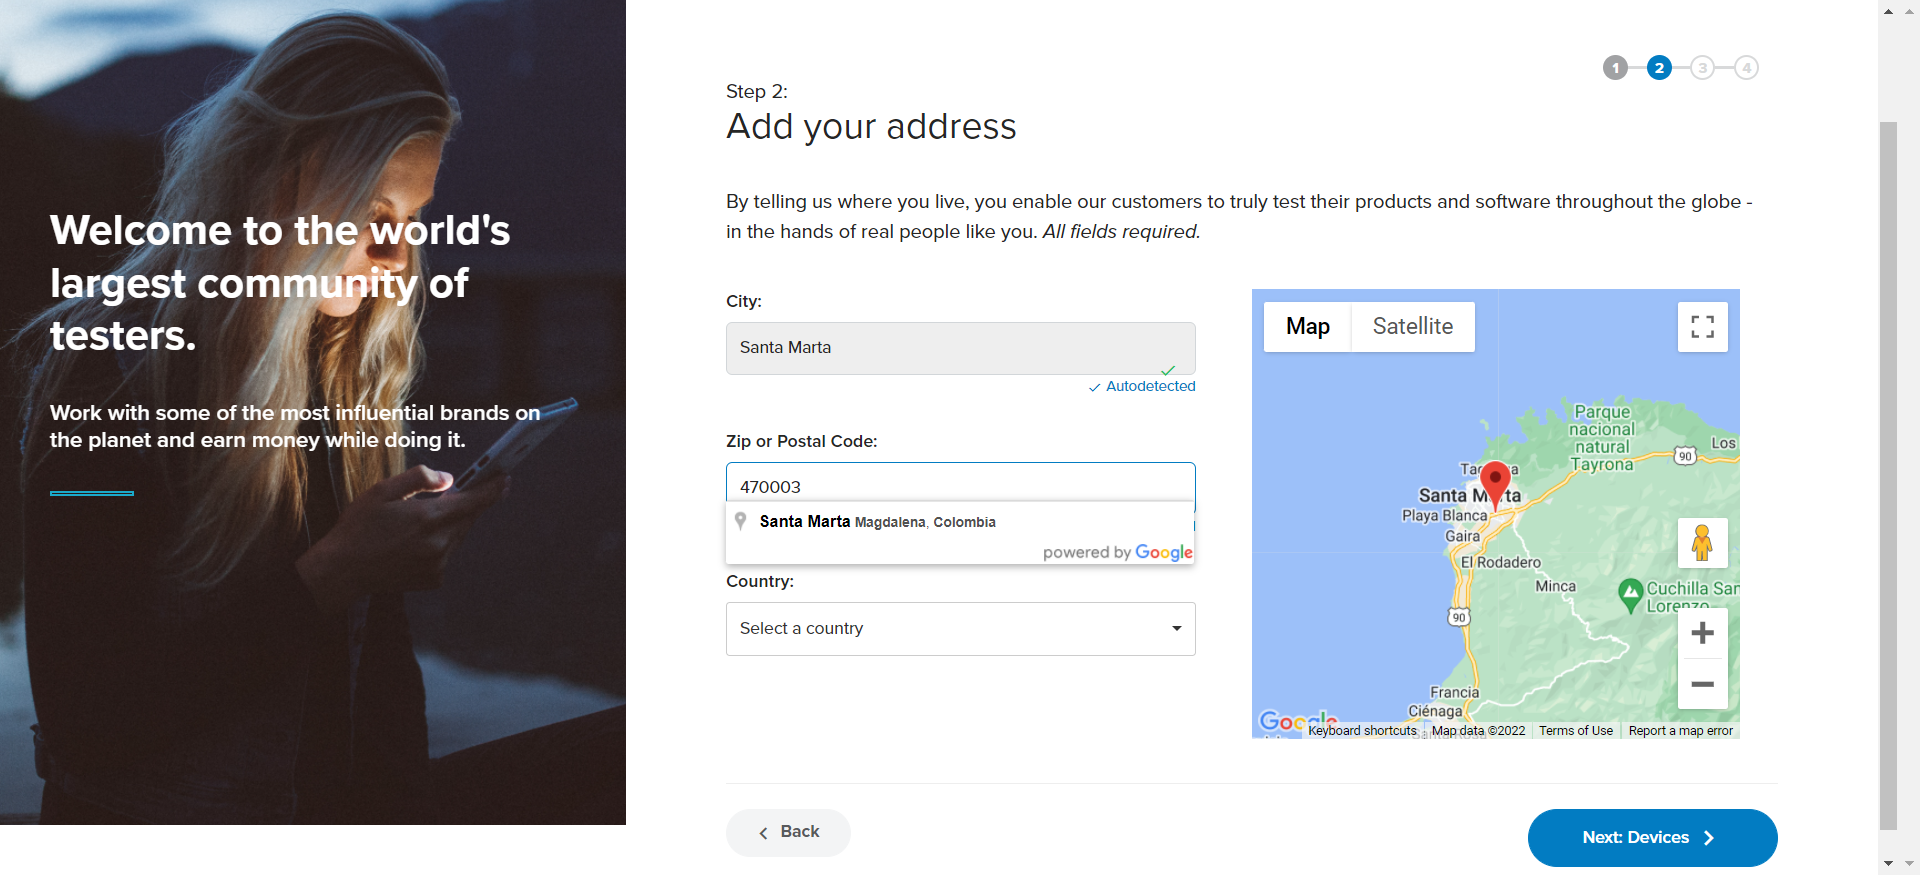 Welcome to the world's
largest community of
testers.
Work with some of the most influential brands on
the planet and earn money while doing it.
1 2 3 4
Step 2:
Add your address
By telling us where you live, you enable our customers to truly test their products and software throughout the globe -
in the hands of real people like you. All fields required.
City:
Santa Marta
Autodetected
Zip or Postal Code:
470003
Santa Marta Magdalena, Colombia
powered by Google
Country:
Select a country
Map Satellite
Parque
nacional
natural
Tayrona
Los
90
Santa Marta
Playa Blanca
Gaira
El Rodadero
Minca
Cuchilla San
Lorenzo
90
Francia
Ciénaga
Google
Keyboard shortcuts Map data ©2022 Terms of Use Report a map error
Back
Next: Devices